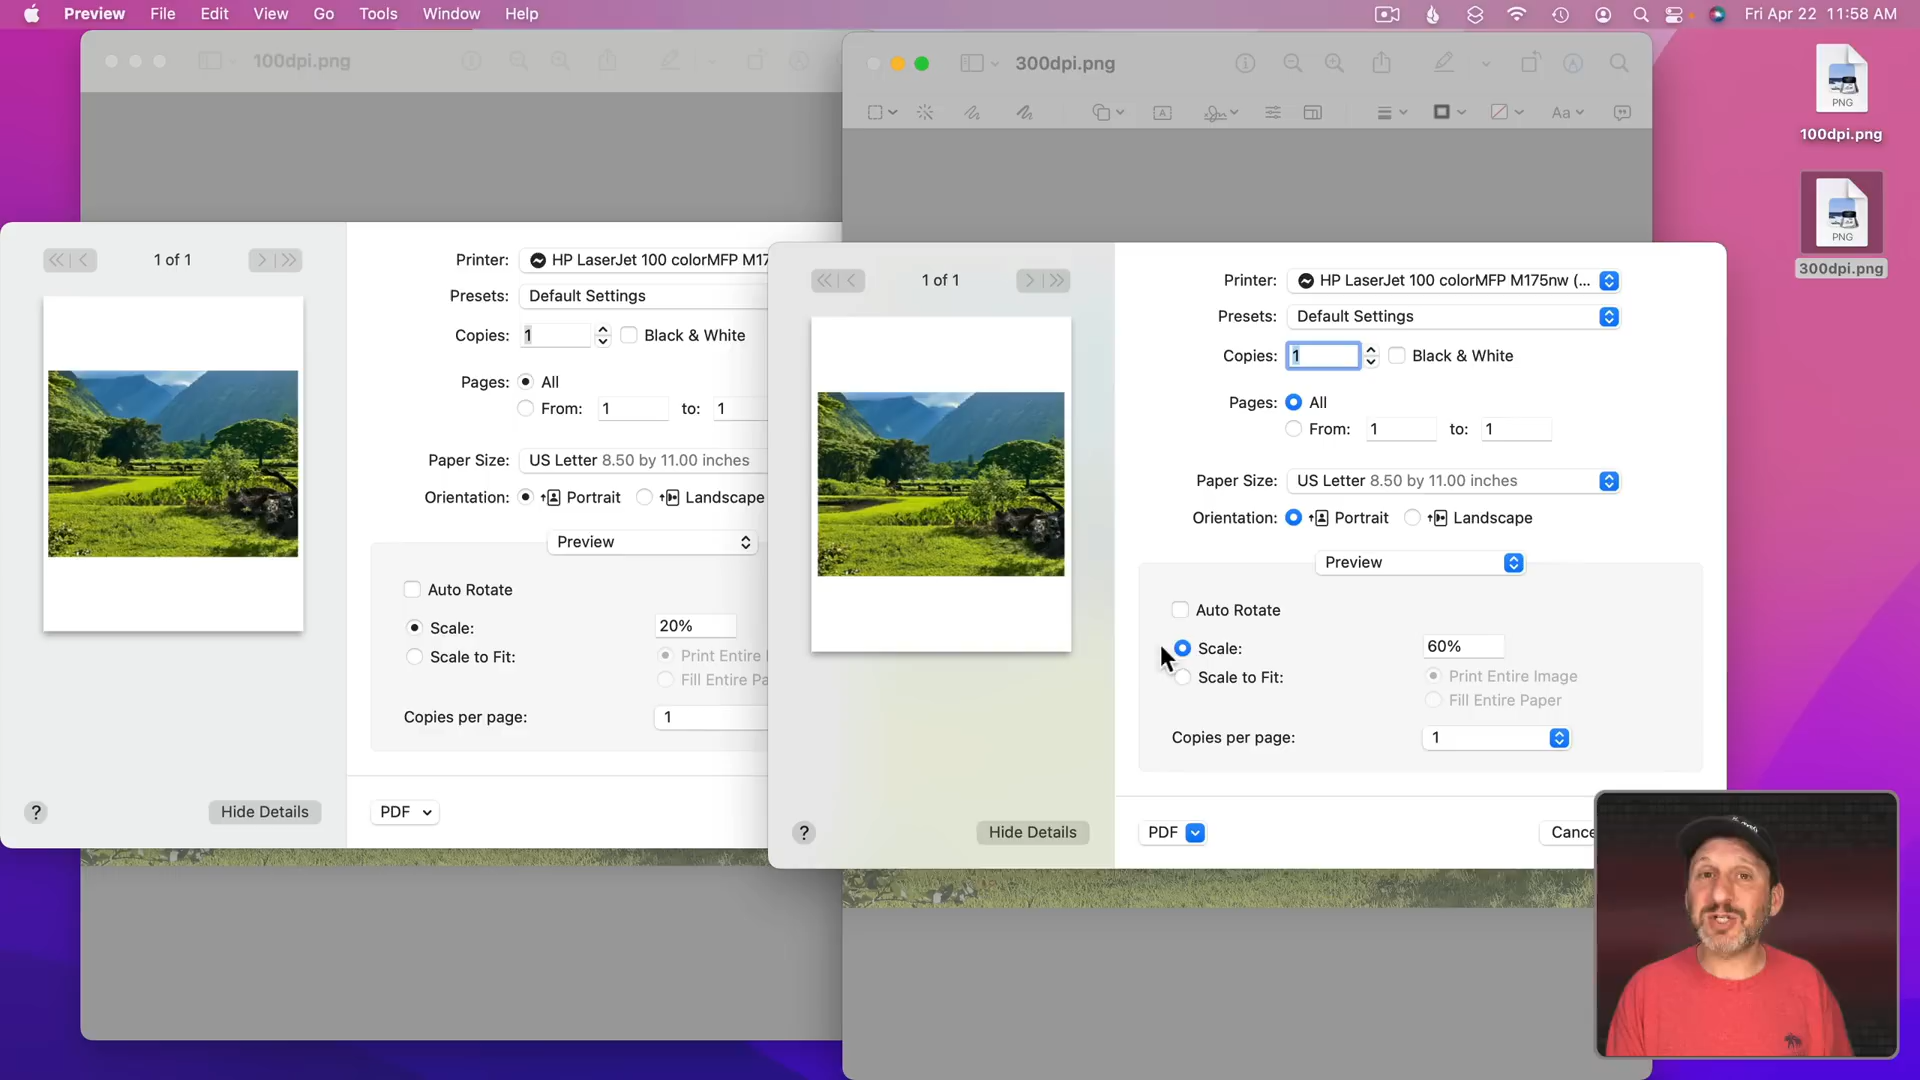 Preview File Edit View Go Tools Window Help Fri Apr 22 11:58 AM
100dpi.png
300dpi.png
Aa
PNG
100dpi.png
PNG
300dpi.png
1 of 1
Printer: HP LaserJet 100 colorMFP M17
Presets: Default Settings
Copies: 1 Black & White
Pages: All
From: 1 to: 1
Paper Size: US Letter 8.50 by 11.00 inches
Orientation: Portrait Landscape
Preview
Auto Rotate
Scale: 20%
Scale to Fit: Print Entire
Fill Entire Pa
Copies per page: 1
? Hide Details PDF
1 of 1
Printer: HP LaserJet 100 colorMFP M175nw (...
Presets: Default Settings
Copies: 1 Black & White
Pages: All
From: 1 to: 1
Paper Size: US Letter 8.50 by 11.00 inches
Orientation: Portrait Landscape
Preview
Auto Rotate
Scale: 60%
Scale to Fit: Print Entire Image
Fill Entire Paper
Copies per page: 1
? Hide Details PDF Cance